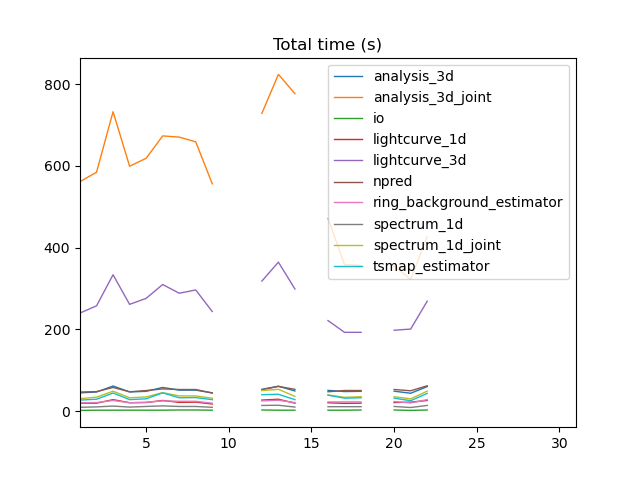 Total time (s)
800
600
400
200
0
5 10 15 20 25 30
analysis_3d
analysis_3d_joint
io
lightcurve_1d
lightcurve_3d
npred
ring_background_estimator
spectrum_1d
spectrum_1d_joint
tsmap_estimator